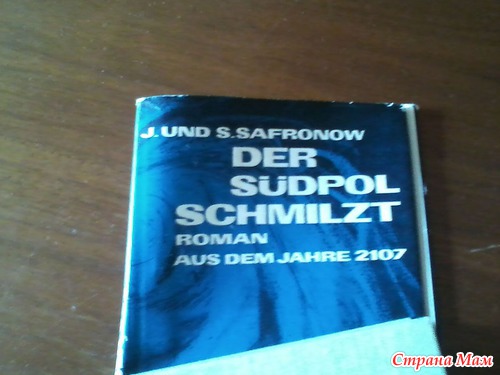 J. UND S. SAFRONOW
DER
SÜDPOL
SCHMILZT
ROMAN
AUS DEM JAHRE 2107
Страна Мам